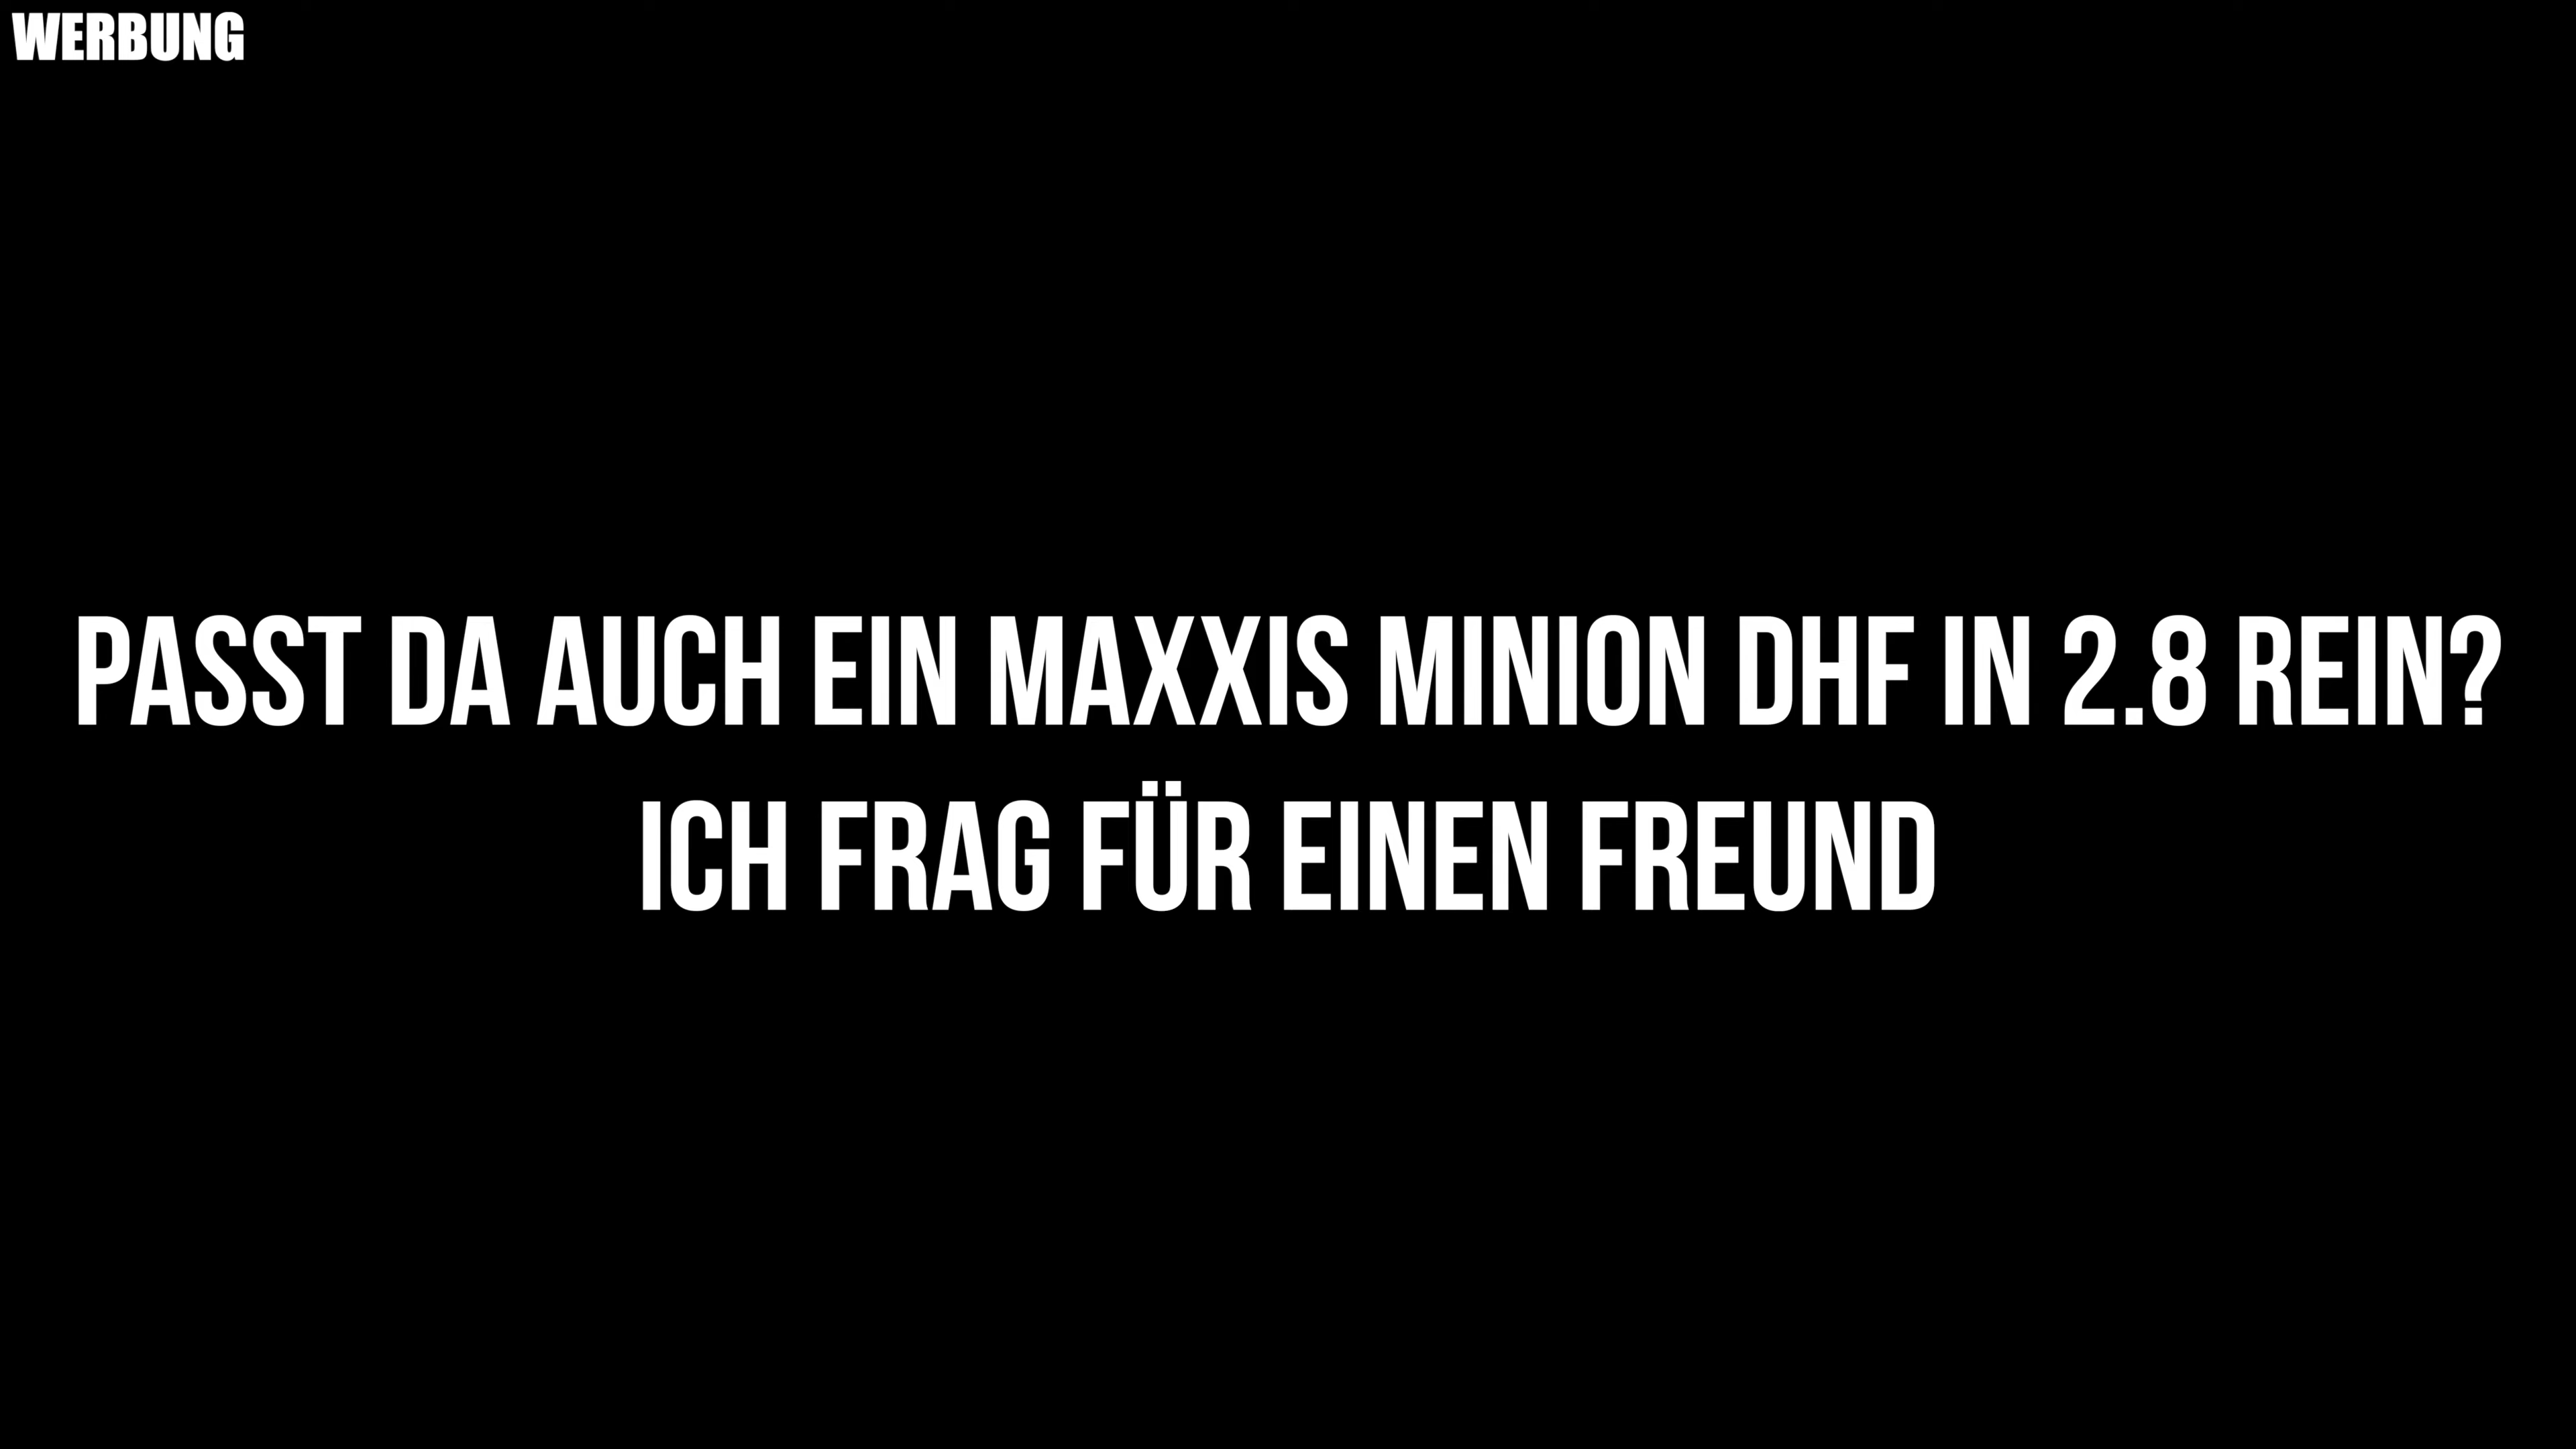 WERBUNG
PASST DA AUCH EIN MAXXIS MINION DHF IN 2.8 REIN?
ICH FRAG FÜR EINEN FREUND